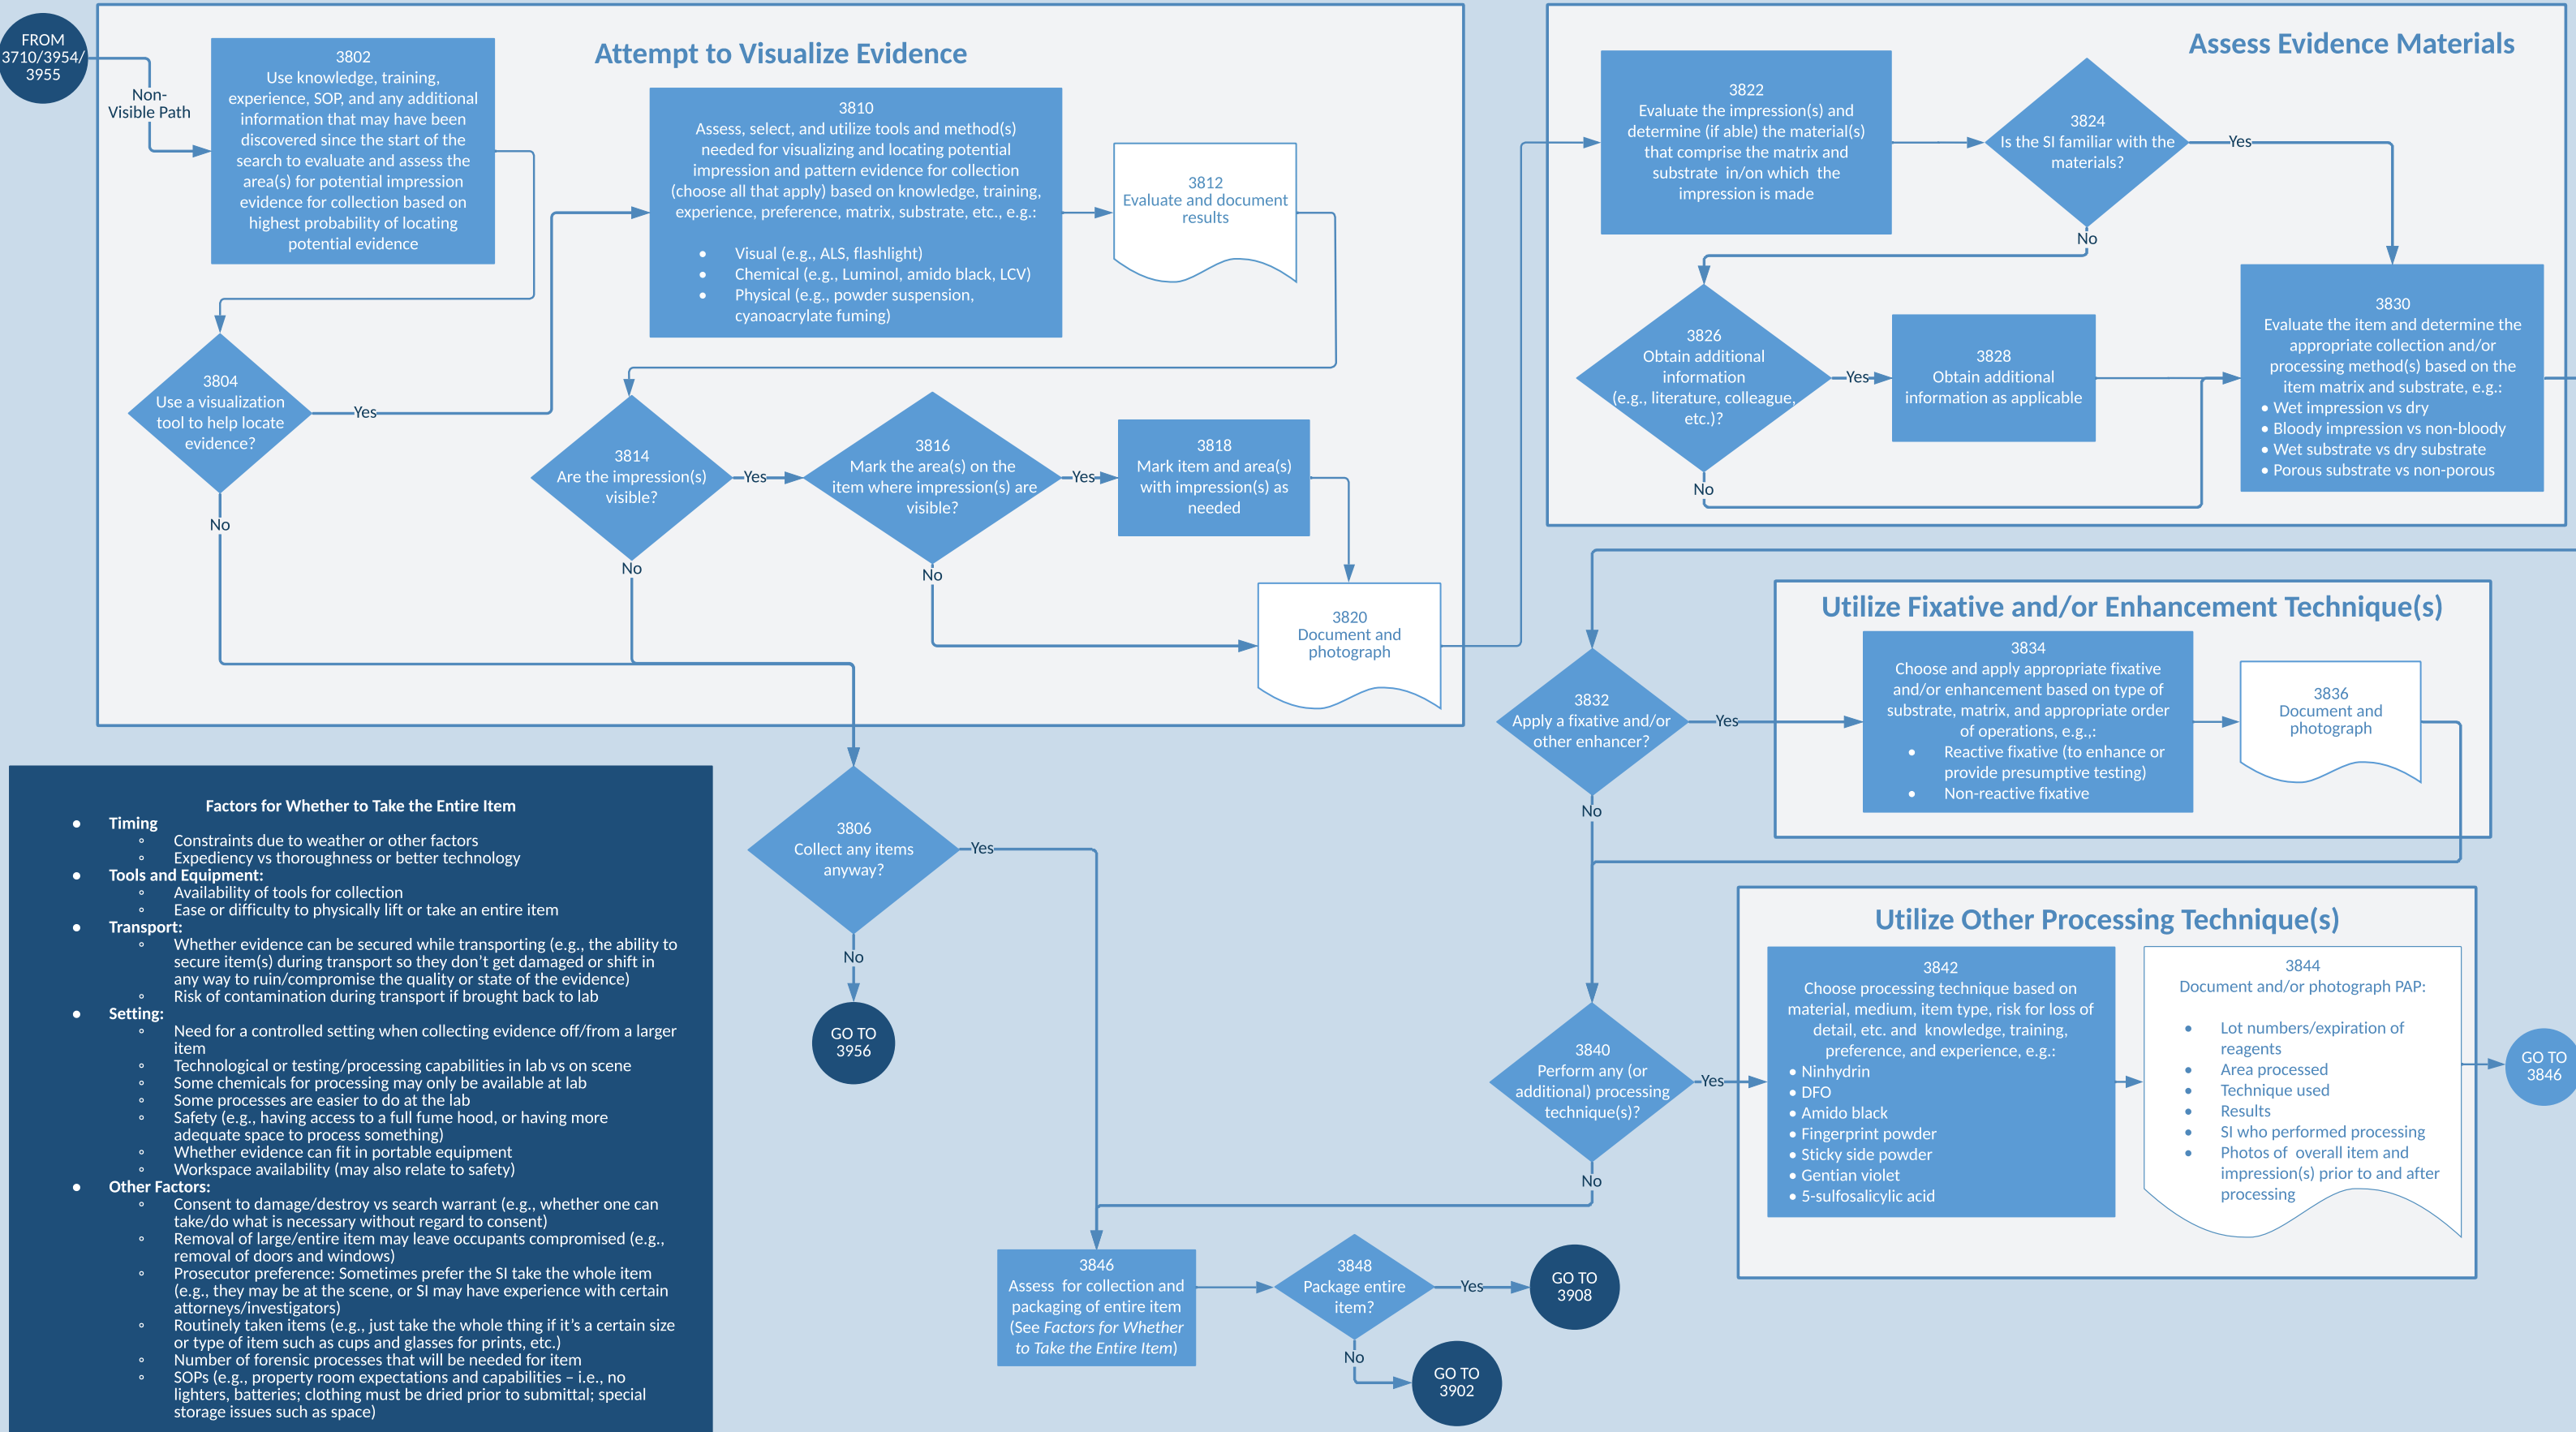 FROM
3710/3954/
3955
Non-
Visible Path
Attempt to Visualize Evidence
3802
Use knowledge, training,
experience, SOP, and any additional
information that may have been
discovered since the start of the
search to evaluate and assess the
area(s) for potential impression
evidence for collection based on
highest probability of locating
potential evidence
3804
Use a visualization
tool to help locate
evidence?
Yes
No
3810
Assess, select, and utilize tools and method(s)
needed for visualizing and locating potential
impression and pattern evidence for collection
(choose all that apply) based on knowledge, training,
experience, preference, matrix, substrate, etc., e.g.:
• Visual (e.g., ALS, flashlight)
• Chemical (e.g., Luminol, amido black, LCV)
• Physical (e.g., powder suspension,
cyanoacrylate fuming)
3812
Evaluate and document
results
3814
Are the impression(s)
visible?
Yes
No
3816
Mark the area(s) on the
item where impression(s) are
visible?
Yes
No
3818
Mark item and area(s)
with impression(s) as
needed
3820
Document and
photograph
Assess Evidence Materials
3822
Evaluate the impression(s) and
determine (if able) the material(s)
that comprise the matrix and
substrate in/on which the
impression is made
3824
Is the SI familiar with the
materials?
Yes
No
3826
Obtain additional
information
(e.g., literature, colleague,
etc.)?
Yes
No
3828
Obtain additional
information as applicable
3830
Evaluate the item and determine the
appropriate collection and/or
processing method(s) based on the
item matrix and substrate, e.g.:
• Wet impression vs dry
• Bloody impression vs non-bloody
• Wet substrate vs dry substrate
• Porous substrate vs non-porous
3832
Apply a fixative and/or
other enhancer?
Yes
No
Utilize Fixative and/or Enhancement Technique(s)
3834
Choose and apply appropriate fixative
and/or enhancement based on type of
substrate, matrix, and appropriate order
of operations, e.g.,:
• Reactive fixative (to enhance or
provide presumptive testing)
• Non-reactive fixative
3836
Document and
photograph
3806
Collect any items
anyway?
Yes
No
GO TO
3956
3840
Perform any (or
additional) processing
technique(s)?
Yes
No
Utilize Other Processing Technique(s)
3842
Choose processing technique based on
material, medium, item type, risk for loss of
detail, etc. and knowledge, training,
preference, and experience, e.g.:
• Ninhydrin
• DFO
• Amido black
• Fingerprint powder
• Sticky side powder
• Gentian violet
• 5-sulfosalicylic acid
3844
Document and/or photograph PAP:
• Lot numbers/expiration of
reagents
• Area processed
• Technique used
• Results
• SI who performed processing
• Photos of overall item and
impression(s) prior to and after
processing
GO TO
3846
3846
Assess for collection and
packaging of entire item
(See Factors for Whether
to Take the Entire Item)
3848
Package entire
item?
Yes
No
GO TO
3908
GO TO
3902
Factors for Whether to Take the Entire Item
• Timing
◦ Constraints due to weather or other factors
◦ Expediency vs thoroughness or better technology
• Tools and Equipment:
◦ Availability of tools for collection
◦ Ease or difficulty to physically lift or take an entire item
• Transport:
◦ Whether evidence can be secured while transporting (e.g., the ability to
secure item(s) during transport so they don't get damaged or shift in
any way to ruin/compromise the quality or state of the evidence)
◦ Risk of contamination during transport if brought back to lab
• Setting:
◦ Need for a controlled setting when collecting evidence off/from a larger
item
◦ Technological or testing/processing capabilities in lab vs on scene
◦ Some chemicals for processing may only be available at lab
◦ Some processes are easier to do at the lab
◦ Safety (e.g., having access to a full fume hood, or having more
adequate space to process something)
◦ Whether evidence can fit in portable equipment
◦ Workspace availability (may also relate to safety)
• Other Factors:
◦ Consent to damage/destroy vs search warrant (e.g., whether one can
take/do what is necessary without regard to consent)
◦ Removal of large/entire item may leave occupants compromised (e.g.,
removal of doors and windows)
◦ Prosecutor preference: Sometimes prefer the SI take the whole item
(e.g., they may be at the scene, or SI may have experience with certain
attorneys/investigators)
◦ Routinely taken items (e.g., just take the whole thing if it's a certain size
or type of item such as cups and glasses for prints, etc.)
◦ Number of forensic processes that will be needed for item
◦ SOPs (e.g., property room expectations and capabilities – i.e., no
lighters, batteries; clothing must be dried prior to submittal; special
storage issues such as space)